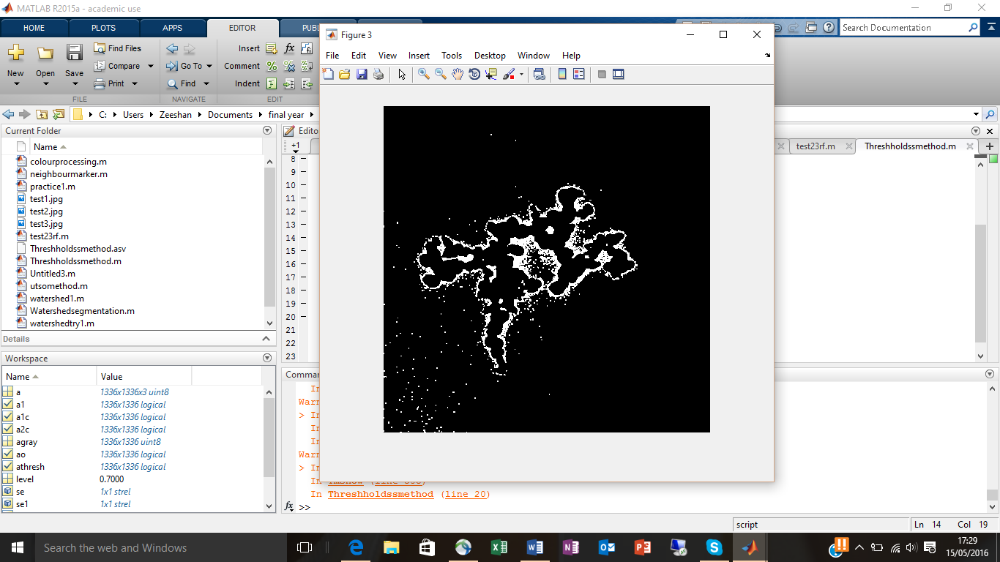 MATLAB R2015a - academic use
HOME PLOTS APPS EDITOR PUB
Search Documentation
Figure 3
File Edit View Insert Tools Desktop Window Help
New Open Save
Find Files
Compare
Print
FILE
Go To
Find
NAVIGATE
Insert
Comment
Indent
EDIT
C: Users Zeeshan Documents final year
Current Folder
Name
colourprocessing.m
neighbourmarker.m
practice1.m
test1.jpg
test2.jpg
test3.jpg
test23rf.m
Threshholdssmethod.asv
Threshholdssmethod.m
Untitled3.m
utsomethod.m
watershed1.m
Watershedsegmentation.m
watershedtry1.m
Details
Workspace
Name Value
a 1336x1336x3 uint8
a1 1336x1336 logical
a1c 1336x1336 logical
a2c 1336x1336 logical
agray 1336x1336 uint8
ao 1336x1336 logical
athresh 1336x1336 logical
level 0.7000
se 1x1 strel
se1 1x1 strel
Edito
+1
test23rf.m Threshholdssmethod.m
8
9
10
11
12
13
14
15
16
17
18
19
20
21
22
23
Comma
In
Warn
> In
In
In
Warn
> In
In
In Threshholdssmethod (line 20)
fx >>
script
Ln 14 Col 19
Search the web and Windows
17:29
15/05/2016